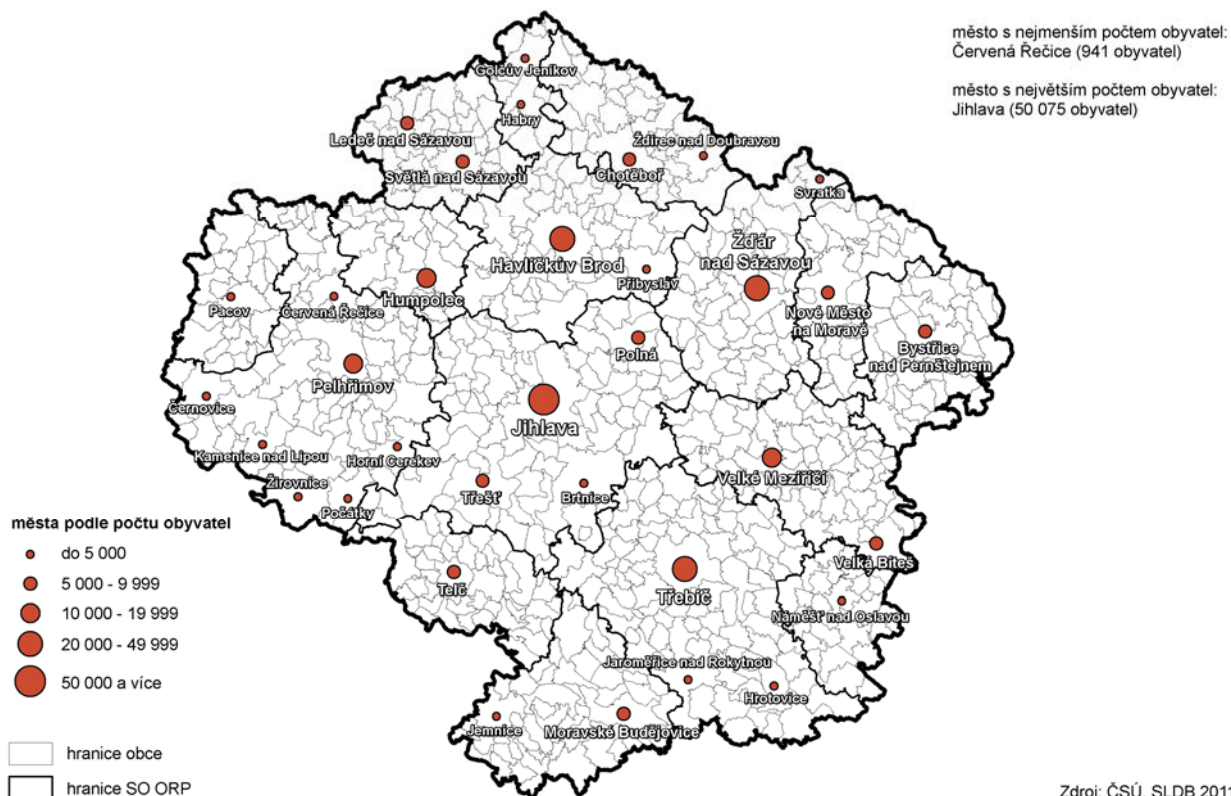 město s nejmenším počtem obyvatel:
Červená Řečice (941 obyvatel)
město s největším počtem obyvatel:
Jihlava (50 075 obyvatel)
Golčův Jeníkov
Habry
Ledeč nad Sázavou
Ždírec nad Doubravou
Světlá nad Sázavou
Chotěboř
Svratka
Havlíčkův Brod
Žďár
nad Sázavou
Přibyslav
Pacov
Červená Řečice
Humpolec
Nové Město
na Moravě
Polná
Bystřice
nad Pernštejnem
Pelhřimov
Černovice
Jihlava
Kamenice nad Lipou
Horní Cerekev
Velké Meziříčí
Žirovnice
Počátky
Třešť
Brtnice
Velká Bíteš
Telč
Třebíč
Náměšť nad Oslavou
Jaroměřice nad Rokytnou
Hrotovice
Jemnice
Moravské Budějovice
města podle počtu obyvatel
do 5 000
5 000 - 9 999
10 000 - 19 999
20 000 - 49 999
50 000 a více
hranice obce
hranice SO ORP
Zdroj: ČSÚ, SLDB